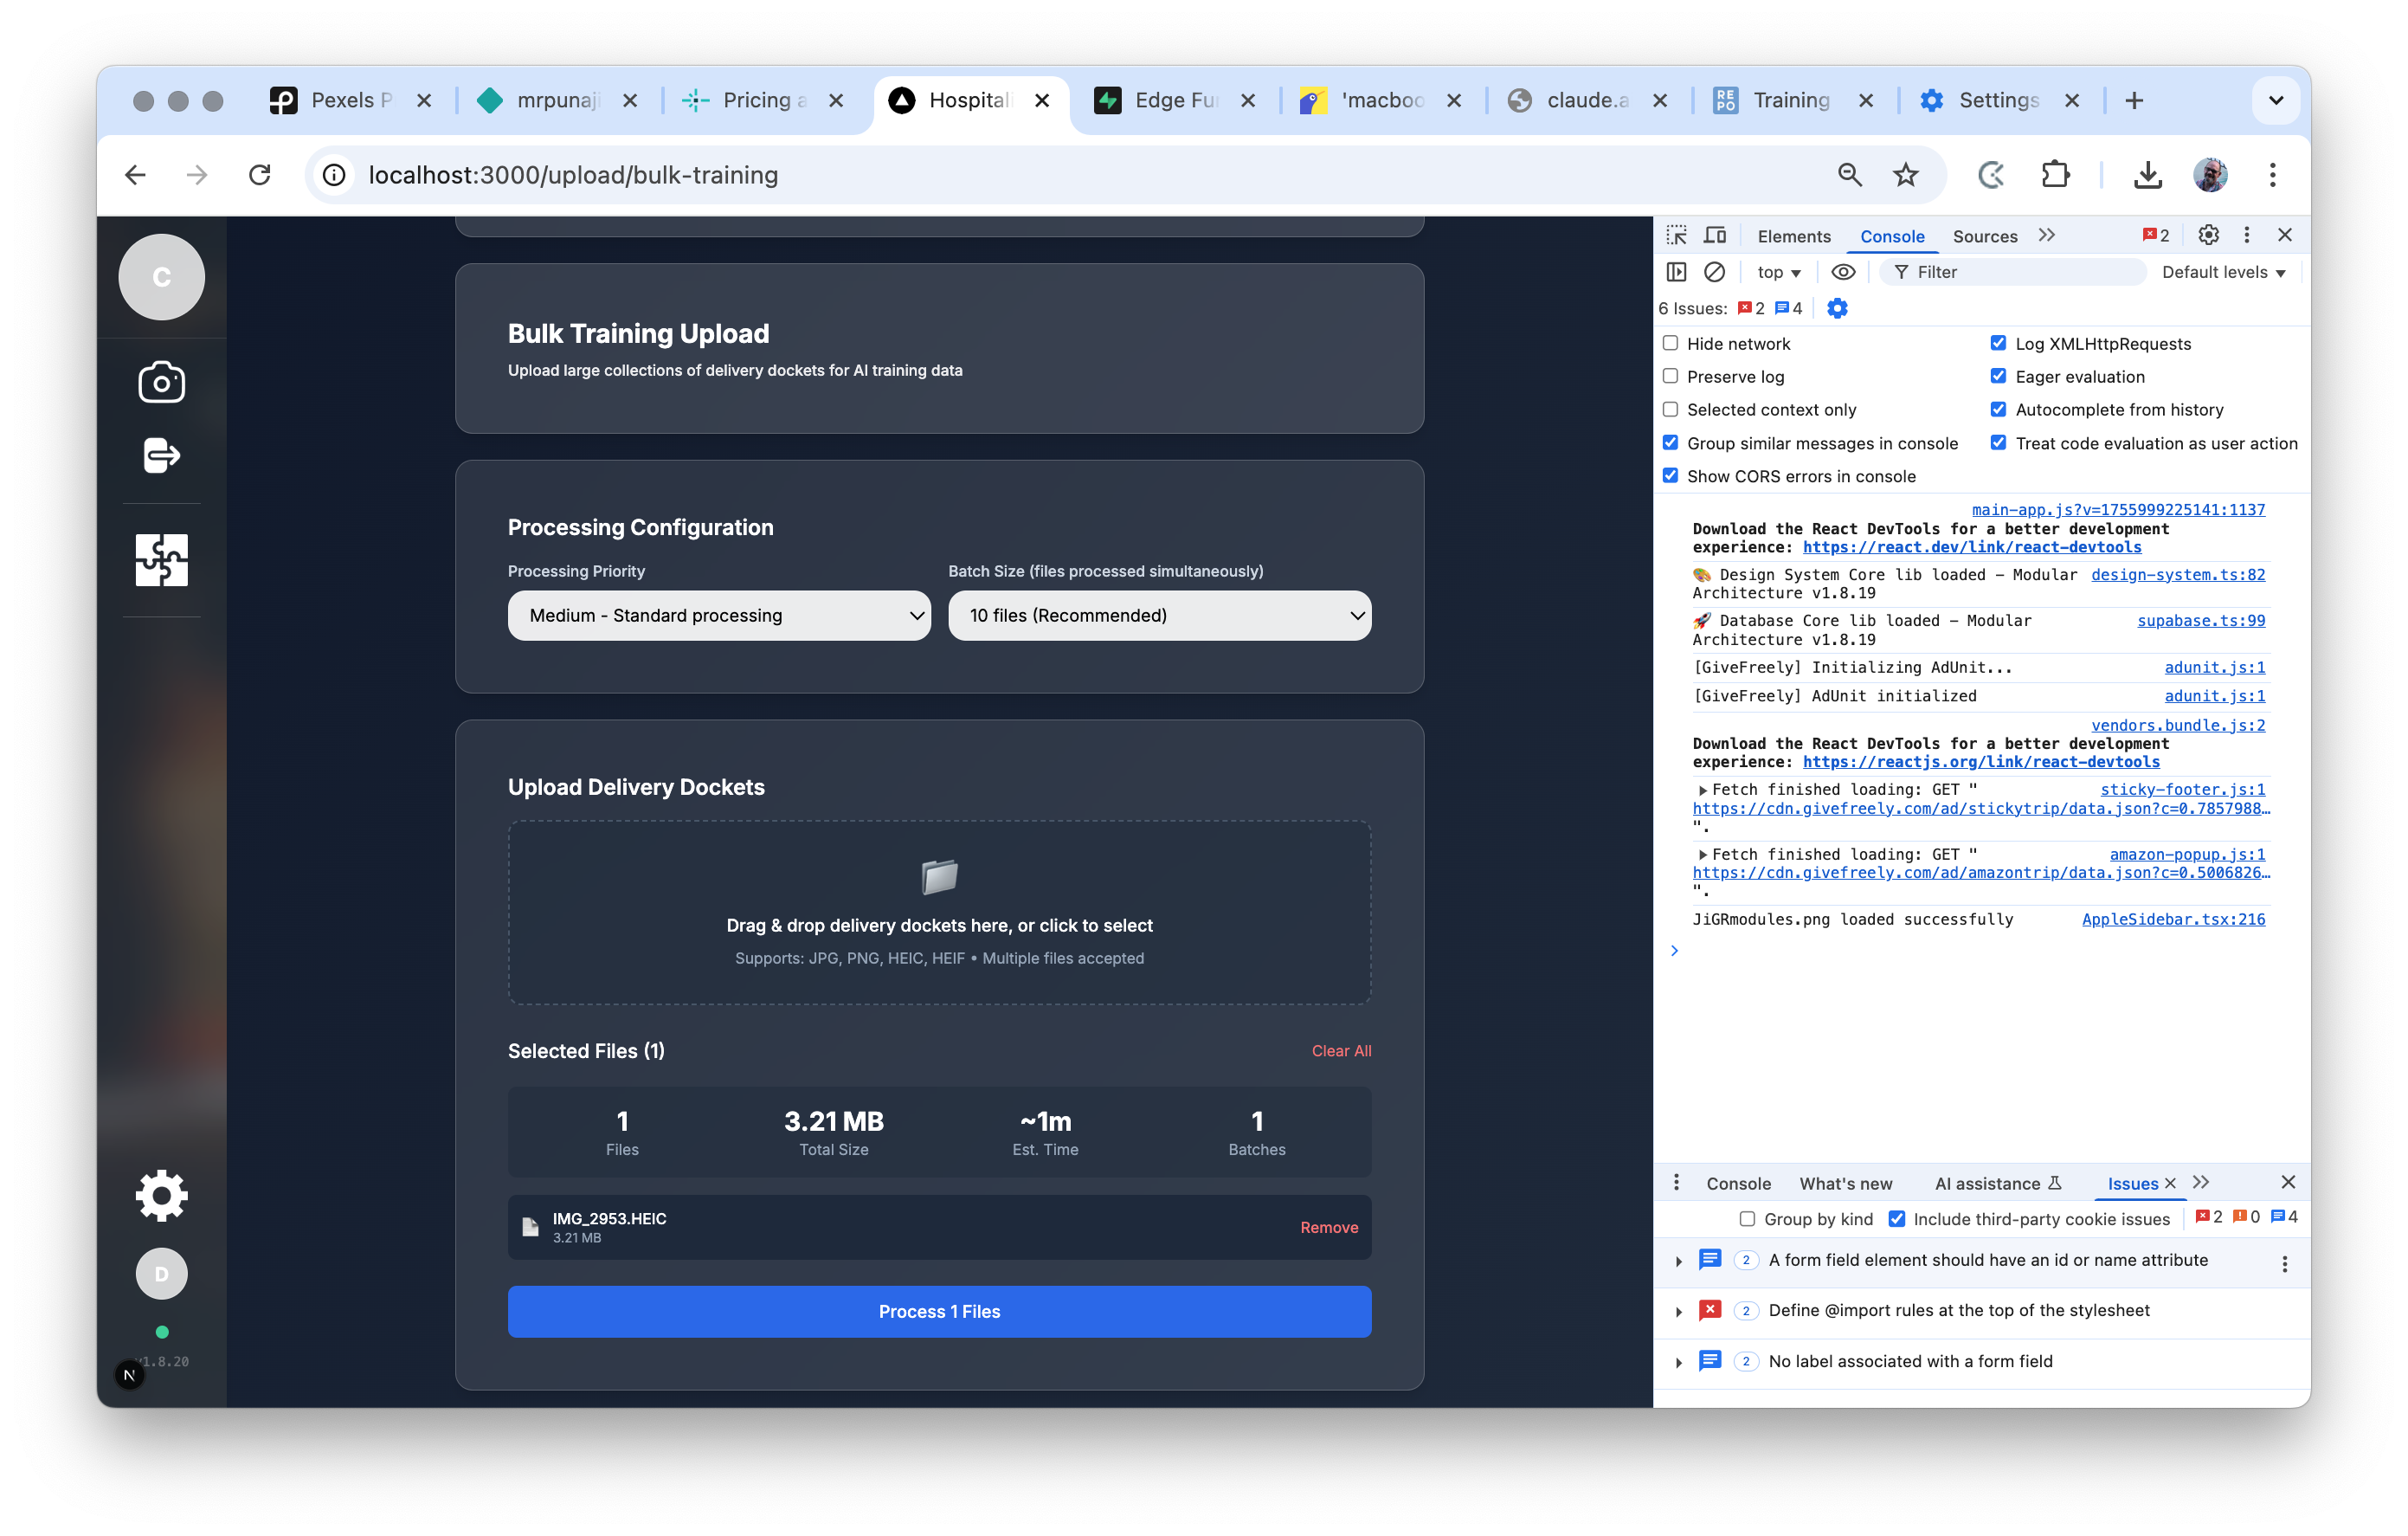 Pexels P
mrpunaji
Pricing a
Hospitali
Edge Fu
'macboo
claude.a
REPO
Training
Settings
localhost:3000/upload/bulk-training
C
D
v1.8.20
N
Bulk Training Upload
Upload large collections of delivery dockets for AI training data
Processing Configuration
Processing Priority
Batch Size (files processed simultaneously)
Medium - Standard processing
10 files (Recommended)
Upload Delivery Dockets
Drag & drop delivery dockets here, or click to select
Supports: JPG, PNG, HEIC, HEIF • Multiple files accepted
Selected Files (1)
Clear All
1
Files
3.21 MB
Total Size
~1m
Est. Time
1
Batches
IMG_2953.HEIC
3.21 MB
Remove
Process 1 Files
Elements
Console
Sources
2
top
Filter
Default levels
6 Issues: 2 4
Hide network
Log XMLHttpRequests
Preserve log
Eager evaluation
Selected context only
Autocomplete from history
Group similar messages in console
Treat code evaluation as user action
Show CORS errors in console
main-app.js?v=1755999225141:1137
Download the React DevTools for a better development
experience: https://react.dev/link/react-devtools
🎨 Design System Core lib loaded – Modular design-system.ts:82
Architecture v1.8.19
🚀 Database Core lib loaded – Modular supabase.ts:99
Architecture v1.8.19
[GiveFreely] Initializing AdUnit... adunit.js:1
[GiveFreely] AdUnit initialized adunit.js:1
vendors.bundle.js:2
Download the React DevTools for a better development
experience: https://reactjs.org/link/react-devtools
Fetch finished loading: GET " sticky-footer.js:1
https://cdn.givefreely.com/ad/stickytrip/data.json?c=0.7857988…
".
Fetch finished loading: GET " amazon-popup.js:1
https://cdn.givefreely.com/ad/amazontrip/data.json?c=0.5006826…
".
JiGRmodules.png loaded successfully AppleSidebar.tsx:216
Console
What's new
AI assistance
Issues
Group by kind
Include third-party cookie issues
2 0 4
2 A form field element should have an id or name attribute
2 Define @import rules at the top of the stylesheet
2 No label associated with a form field